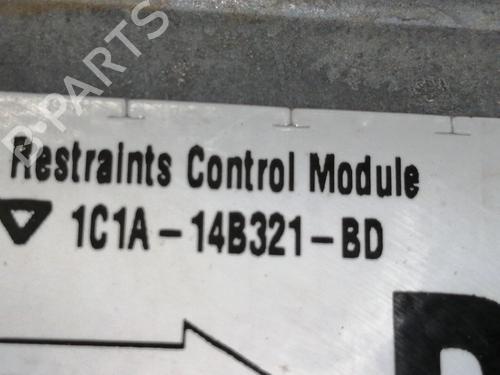 B-PARTS
Restraints Control Module
1C1A-14B321-BD